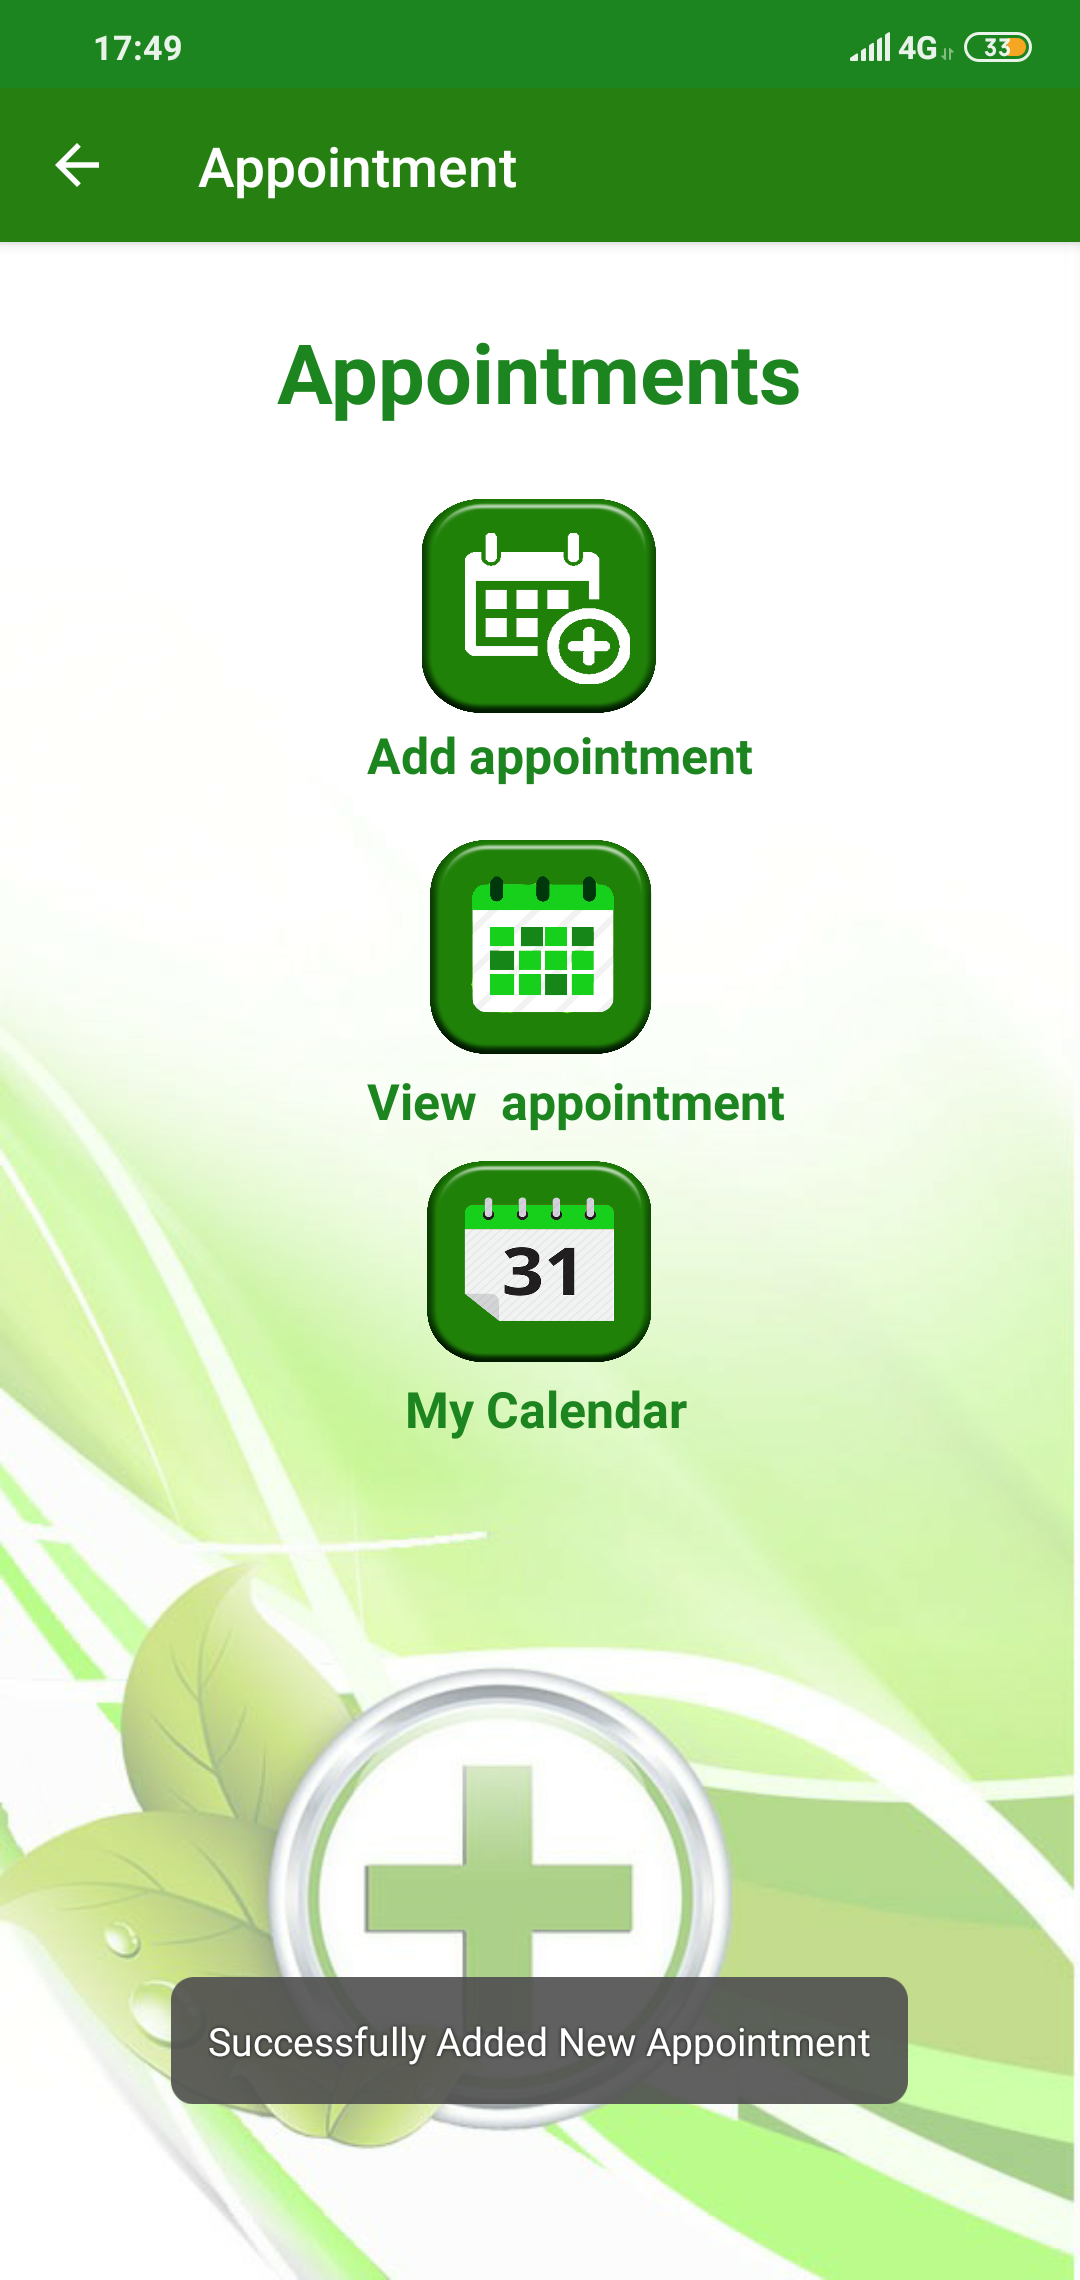 17:49 4G 33
Appointment
Appointments
Add appointment
View  appointment
31
My Calendar
Successfully Added New Appointment